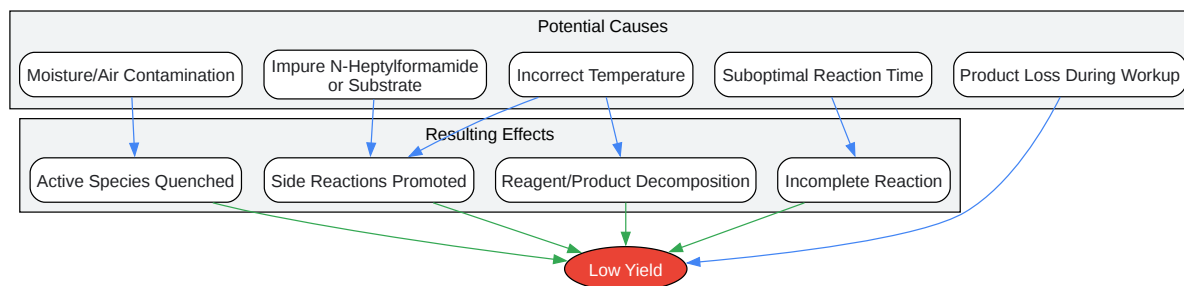 Potential Causes
Moisture/Air Contamination
Impure N-Heptylformamide
or Substrate
Incorrect Temperature
Suboptimal Reaction Time
Product Loss During Workup
Resulting Effects
Active Species Quenched
Side Reactions Promoted
Reagent/Product Decomposition
Incomplete Reaction
Low Yield